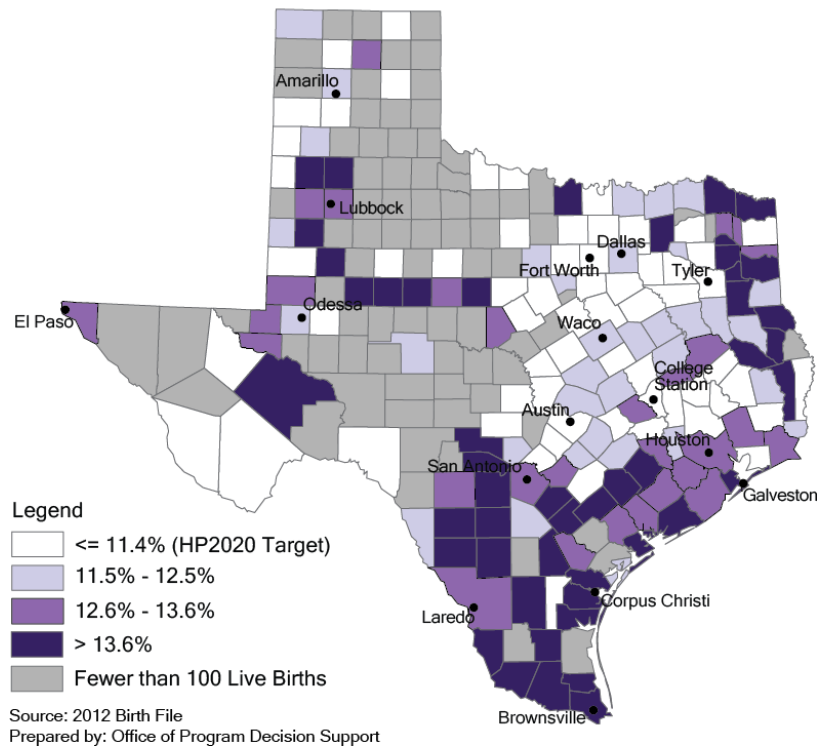 Amarillo
Lubbock
Dallas
Fort Worth
Tyler
El Paso
Odessa
Waco
College
Station
Austin
Houston
San Antonio
Galveston
Legend
<= 11.4% (HP2020 Target)
11.5% - 12.5%
12.6% - 13.6%
> 13.6%
Fewer than 100 Live Births
Corpus Christi
Laredo
Brownsville
Source: 2012 Birth File
Prepared by: Office of Program Decision Support